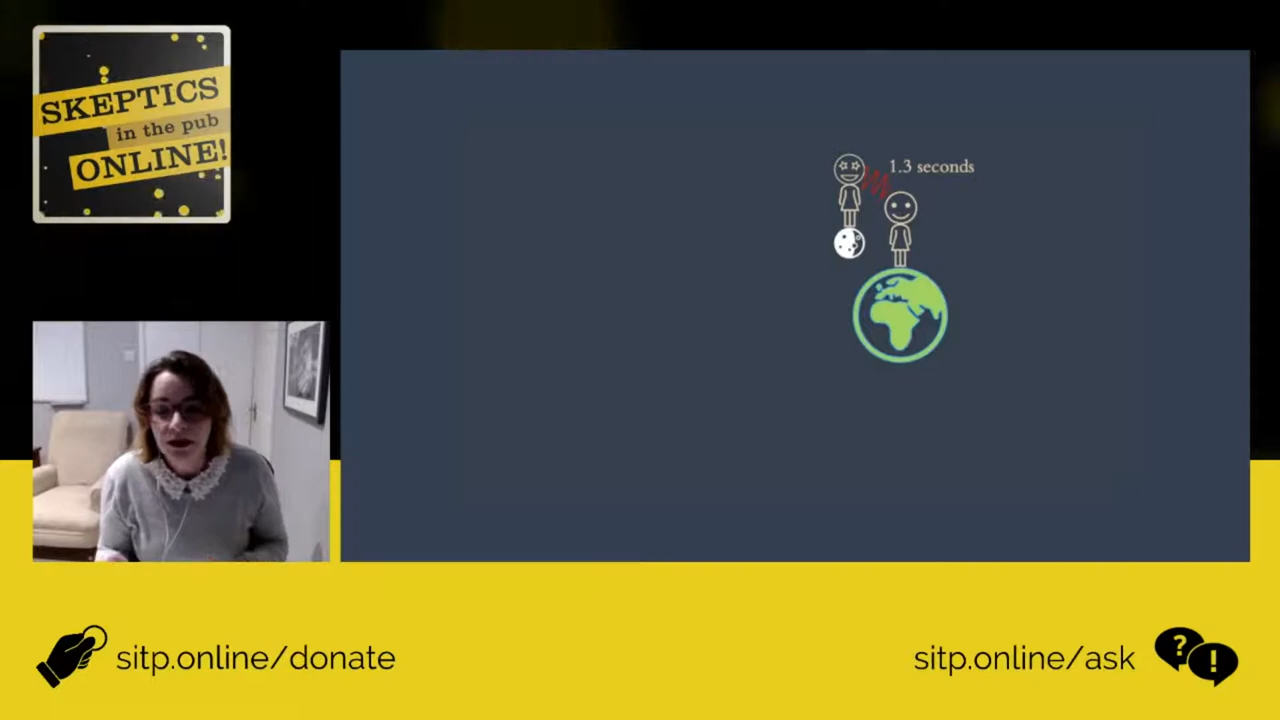 SKEPTICS
in the pub
ONLINE!
1.3 seconds
sitp.online/donate
sitp.online/ask
? !